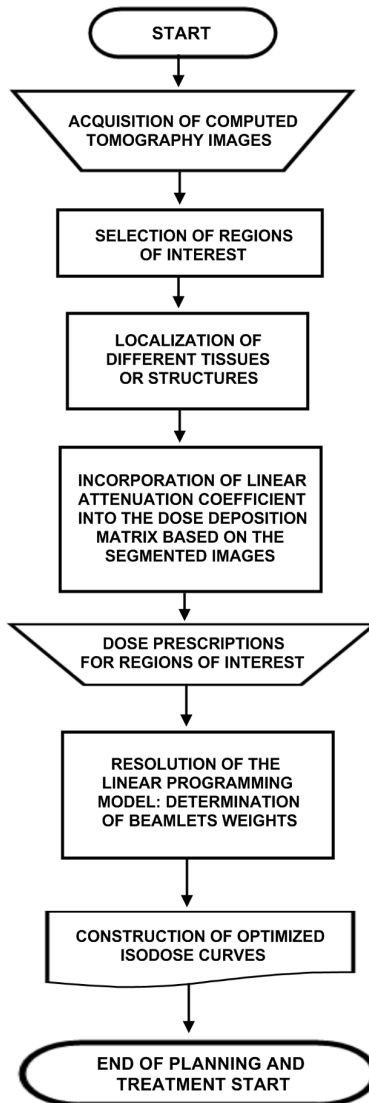 START
ACQUISITION OF COMPUTED
TOMOGRAPHY IMAGES
SELECTION OF REGIONS
OF INTEREST
LOCALIZATION OF
DIFFERENT TISSUES
OR STRUCTURES
INCORPORATION OF LINEAR
ATTENUATION COEFFICIENT
INTO THE DOSE DEPOSITION
MATRIX BASED ON THE
SEGMENTED IMAGES
DOSE PRESCRIPTIONS
FOR REGIONS OF INTEREST
RESOLUTION OF THE
LINEAR PROGRAMMING
MODEL: DETERMINATION
OF BEAMLETS WEIGHTS
CONSTRUCTION OF OPTIMIZED
ISODOSE CURVES
END OF PLANNING AND
TREATMENT START